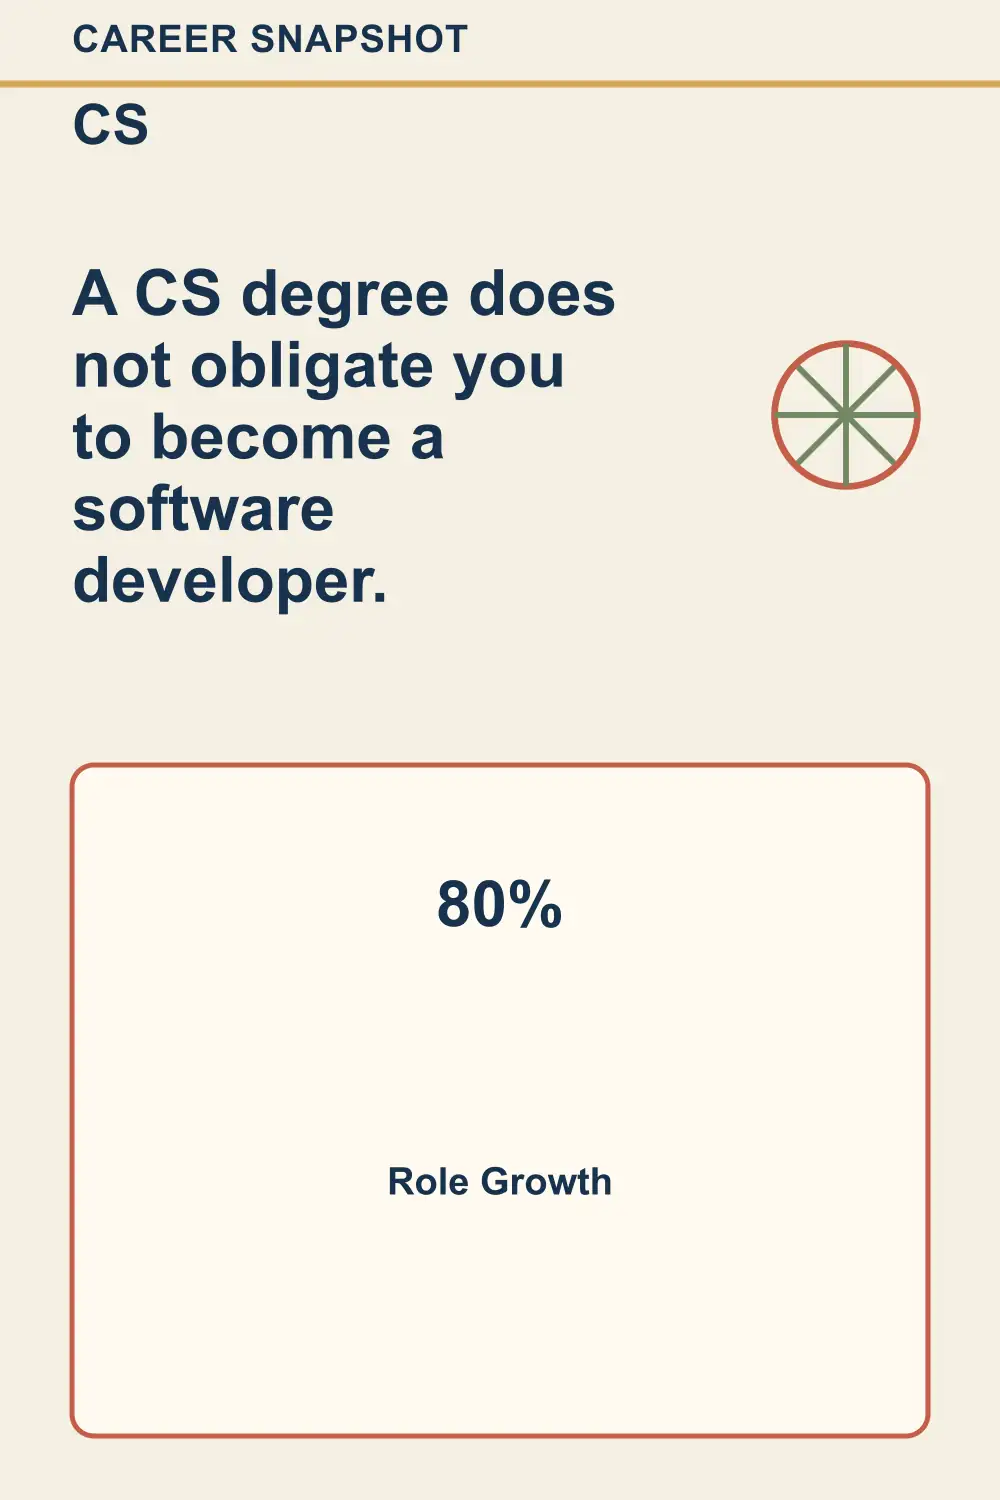 CAREER SNAPSHOT
CS
A CS degree does
not obligate you
to become a
software
developer.
80%
Role Growth